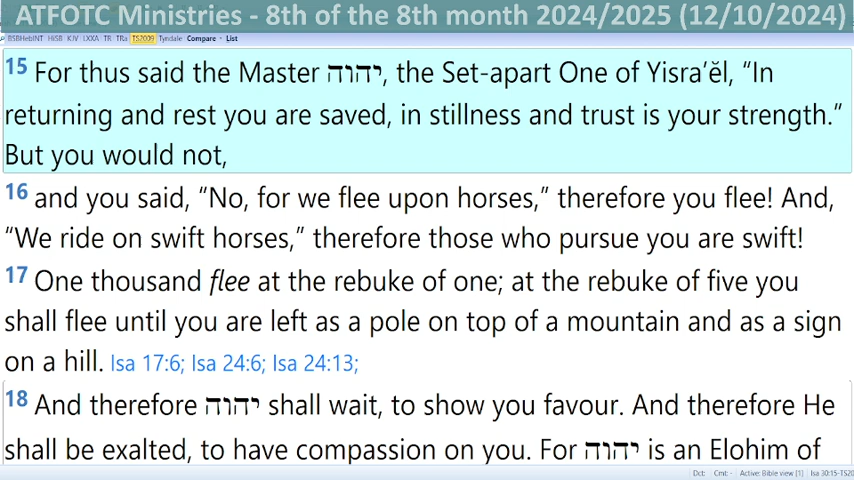 ATFOTC Ministries - 8th of the 8th month 2024/2025 (12/10/2024)
BSBHebINT HiSB KJV LXXA TR TRa TS2009 Tyndale Compare - List
15 For thus said the Master יהוה, the Set-apart One of Yisra’ĕl, “In
returning and rest you are saved, in stillness and trust is your strength.”
But you would not,
16 and you said, “No, for we flee upon horses,” therefore you flee! And,
“We ride on swift horses,” therefore those who pursue you are swift!
17 One thousand flee at the rebuke of one; at the rebuke of five you
shall flee until you are left as a pole on top of a mountain and as a sign
on a hill. Isa 17:6; Isa 24:6; Isa 24:13;
18 And therefore יהוה shall wait, to show you favour. And therefore He
shall be exalted, to have compassion on you. For יהוה is an Elohim of
Dct: Cmt: - Active: Bible view [1] Isa 30:15-TS20